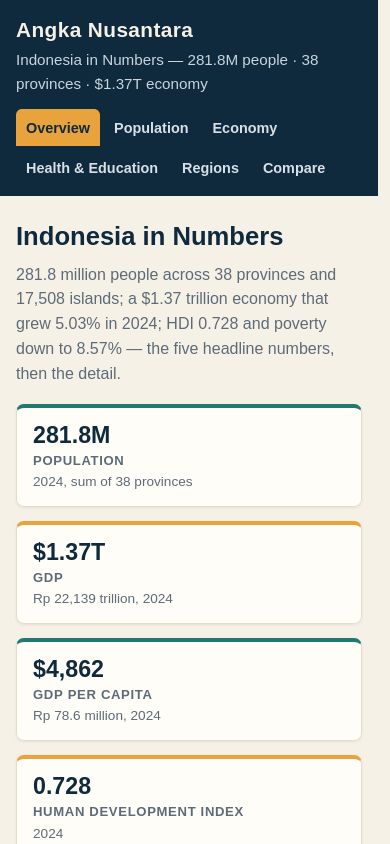 Angka Nusantara
Indonesia in Numbers — 281.8M people · 38
provinces · $1.37T economy
Overview Population Economy
Health & Education Regions Compare
Indonesia in Numbers
281.8 million people across 38 provinces and
17,508 islands; a $1.37 trillion economy that
grew 5.03% in 2024; HDI 0.728 and poverty
down to 8.57% — the five headline numbers,
then the detail.
281.8M
POPULATION
2024, sum of 38 provinces
$1.37T
GDP
Rp 22,139 trillion, 2024
$4,862
GDP PER CAPITA
Rp 78.6 million, 2024
0.728
HUMAN DEVELOPMENT INDEX
2024